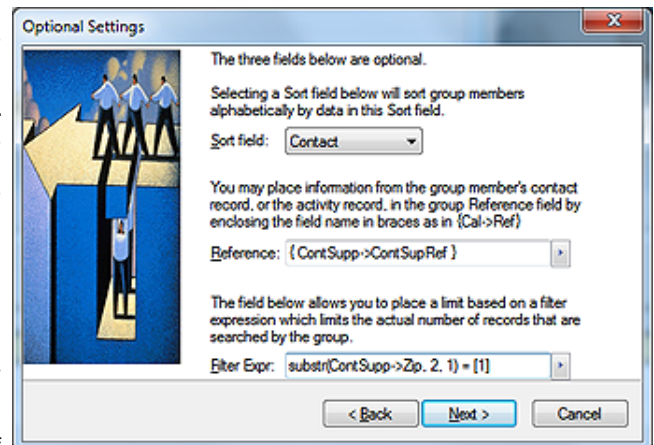 Optional Settings
The three fields below are optional.
Selecting a Sort field below will sort group members
alphabetically by data in this Sort field.
Sort field: Contact
You may place information from the group member's contact
record, or the activity record, in the group Reference field by
enclosing the field name in braces as in {Cal->Ref}
Reference: { ContSupp->ContSupRef }
The field below allows you to place a limit based on a filter
expression which limits the actual number of records that are
searched by the group.
Filter Expr: substr(ContSupp->Zip, 2, 1) = [1]
< Back Next > Cancel